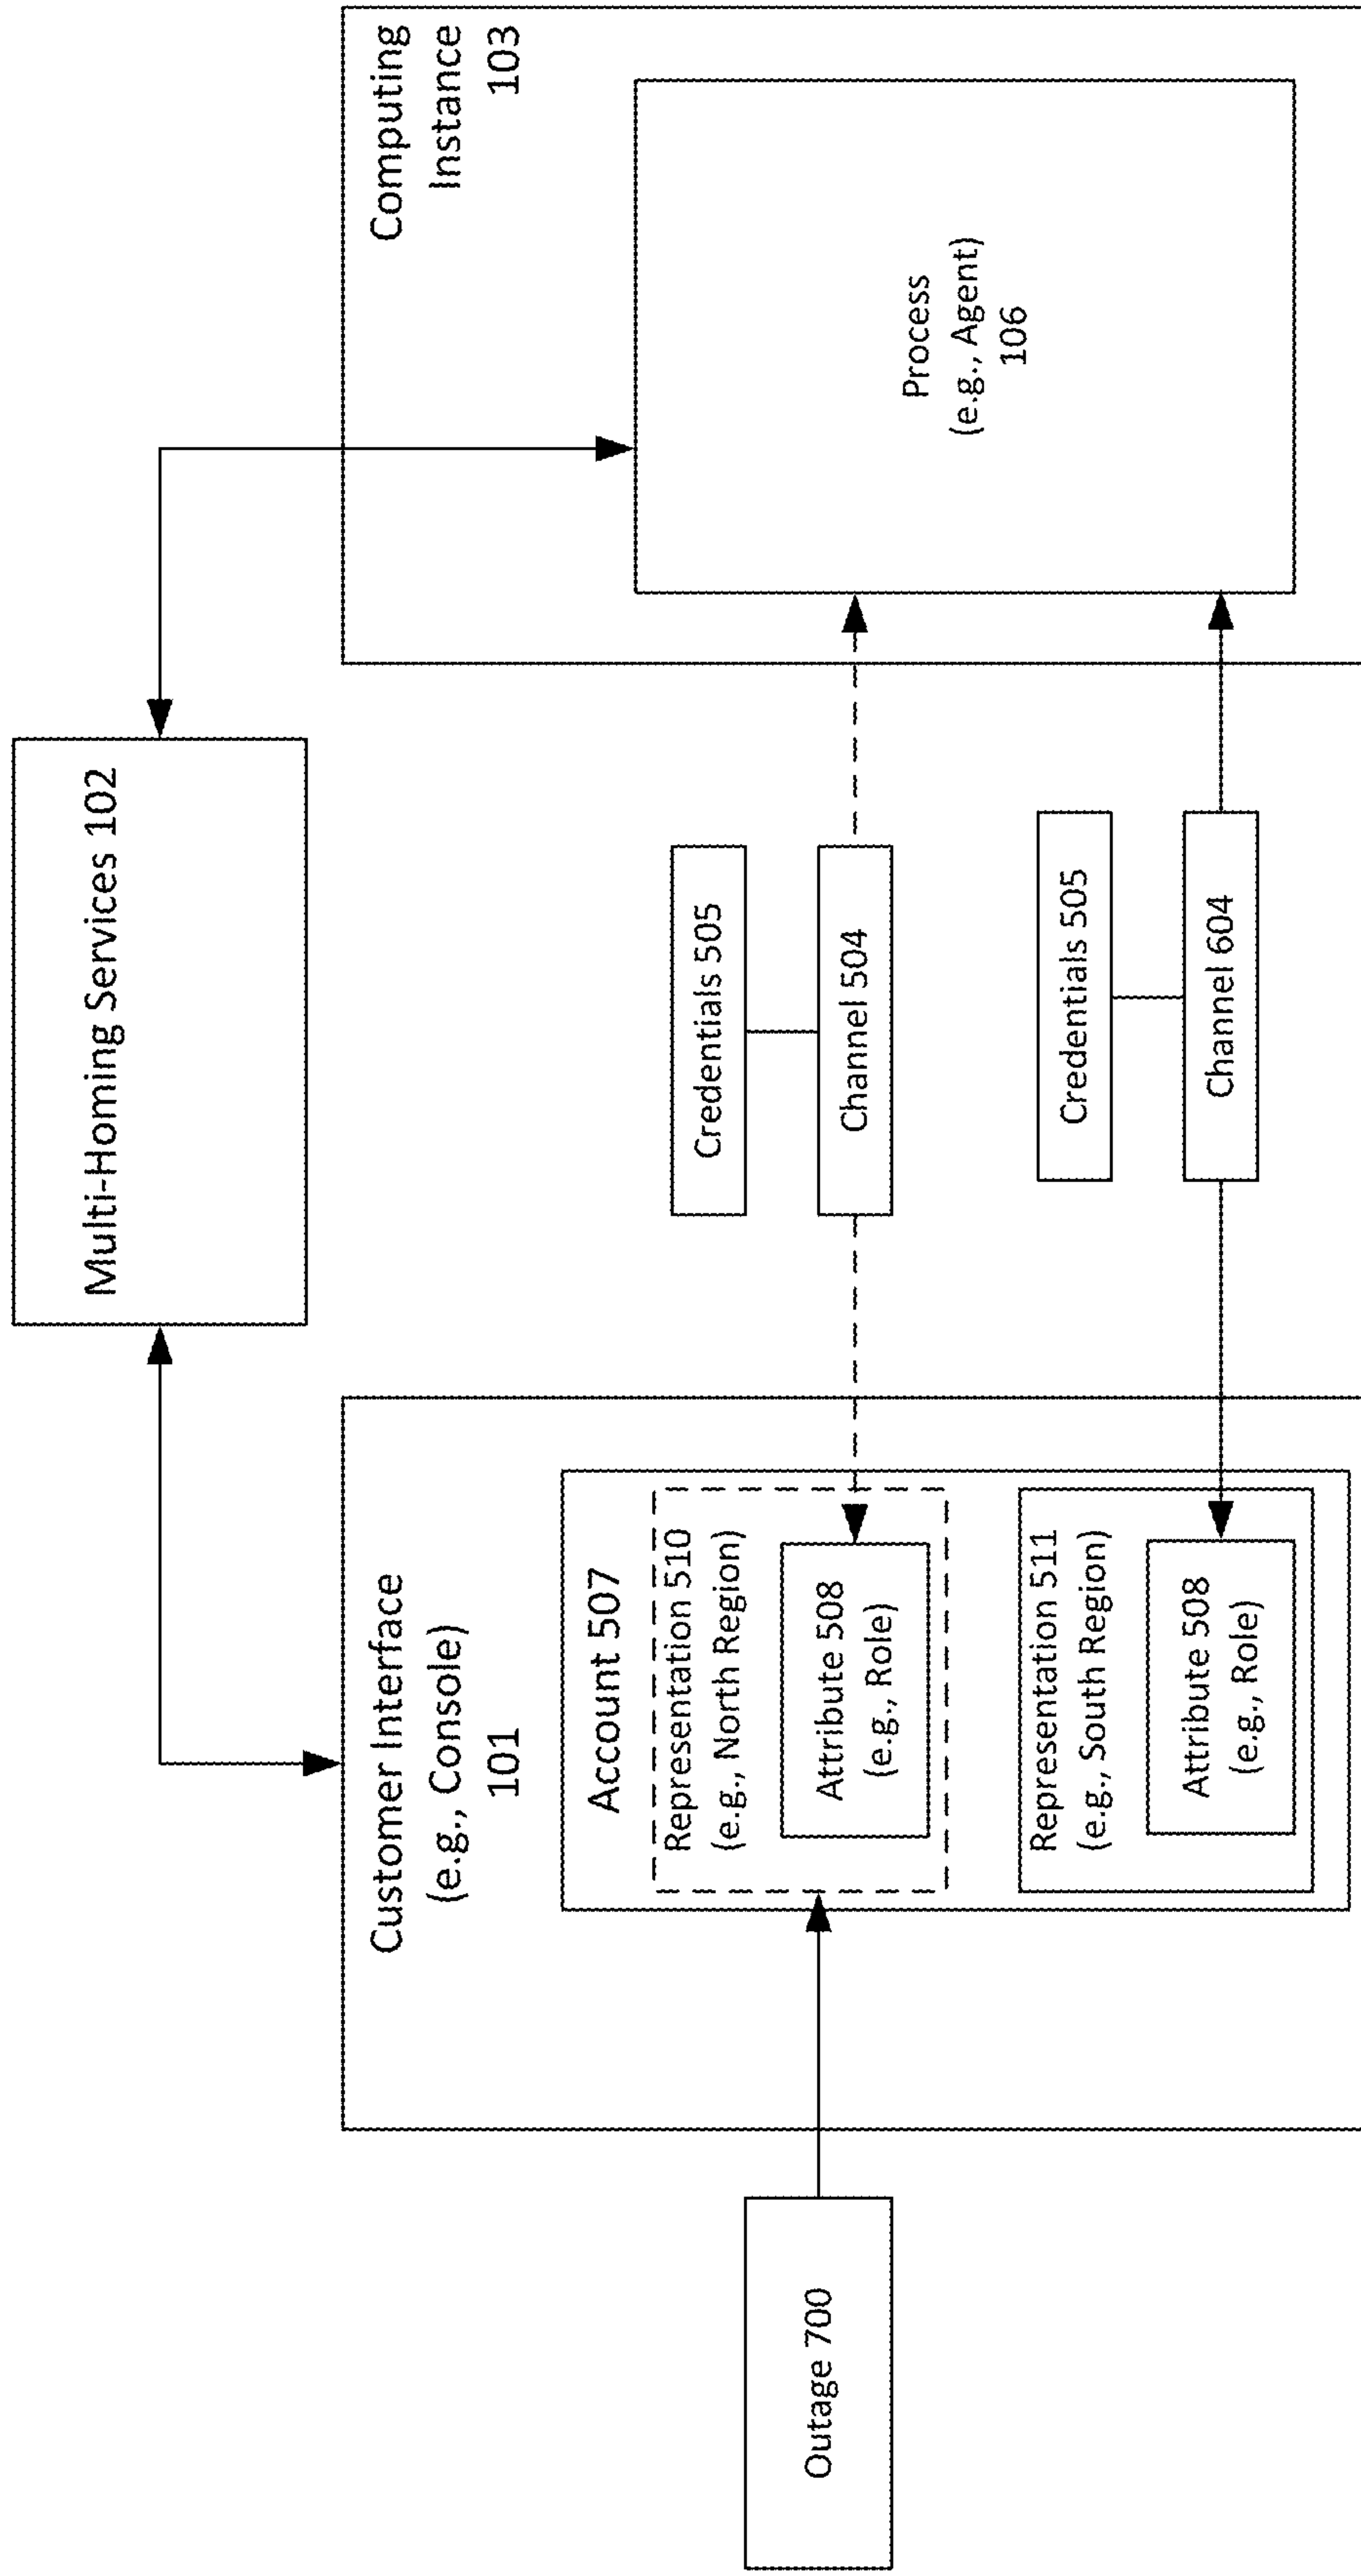 Multi-Homing Services 102
Customer Interface
(e.g., Console)
101
Computing
Instance
103
Account 507
Representation 510
(e.g., North Region)
Attribute 508
(e.g., Role)
Representation 511
(e.g., South Region)
Attribute 508
(e.g., Role)
Outage 700
Credentials 505
Channel 504
Credentials 505
Channel 604
Process
(e.g., Agent)
106